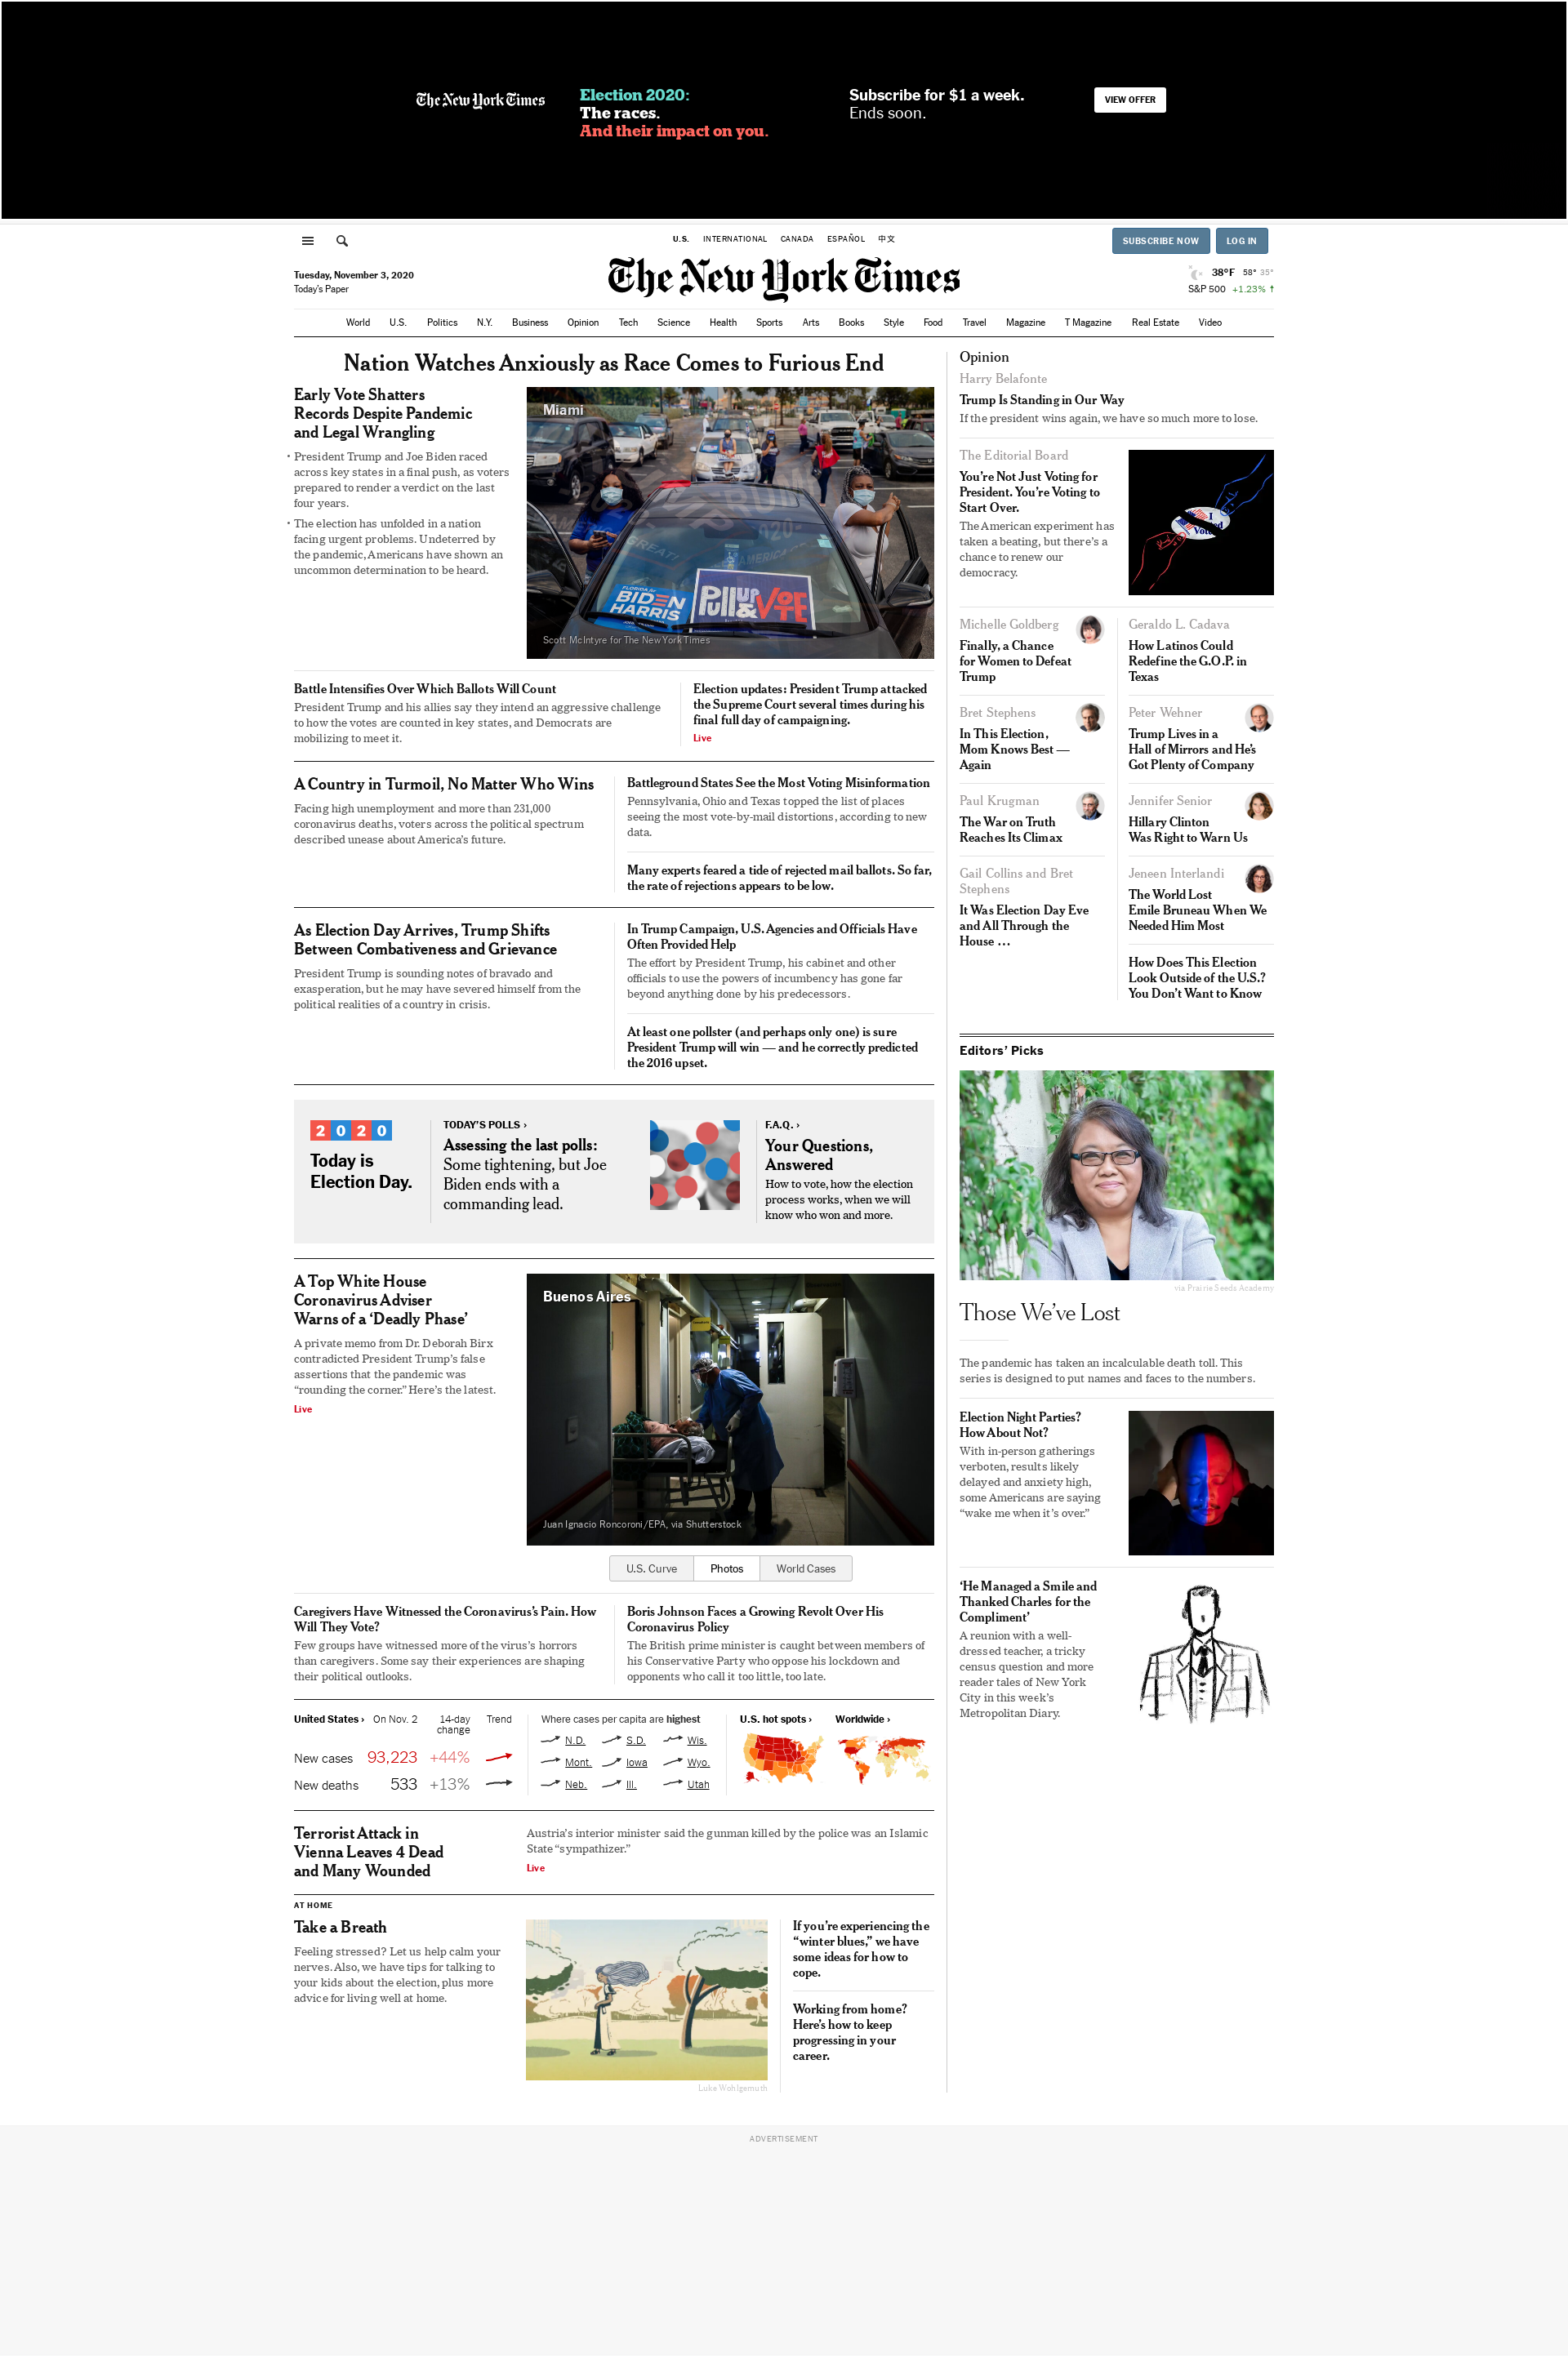 The New York Times
Election 2020:
The races.
And their impact on you.
Subscribe for $1 a week.
Ends soon.
VIEW OFFER
U.S.
INTERNATIONAL
CANADA
ESPAÑOL
中文
SUBSCRIBE NOW
LOG IN
Tuesday, November 3, 2020
Today's Paper
The New York Times
38°F 58° 35°
S&P 500 +1.23% ↑
World U.S. Politics N.Y. Business Opinion Tech Science Health Sports Arts Books Style Food Travel Magazine T Magazine Real Estate Video
Nation Watches Anxiously as Race Comes to Furious End
Early Vote Shatters
Records Despite Pandemic
and Legal Wrangling
• President Trump and Joe Biden raced
across key states in a final push, as voters
prepared to render a verdict on the last
four years.
• The election has unfolded in a nation
facing urgent problems. Undeterred by
the pandemic, Americans have shown an
uncommon determination to be heard.
Miami
BIDEN
HARRIS
PULL UP & VOTE
Scott McIntyre for The New York Times
Battle Intensifies Over Which Ballots Will Count
President Trump and his allies say they intend an aggressive challenge
to how the votes are counted in key states, and Democrats are
mobilizing to meet it.
Election updates: President Trump attacked
the Supreme Court several times during his
final full day of campaigning.
Live
A Country in Turmoil, No Matter Who Wins
Facing high unemployment and more than 231,000
coronavirus deaths, voters across the political spectrum
described unease about America's future.
Battleground States See the Most Voting Misinformation
Pennsylvania, Ohio and Texas topped the list of places
seeing the most vote-by-mail distortions, according to new
data.
Many experts feared a tide of rejected mail ballots. So far,
the rate of rejections appears to be low.
As Election Day Arrives, Trump Shifts
Between Combativeness and Grievance
President Trump is sounding notes of bravado and
exasperation, but he may have severed himself from the
political realities of a country in crisis.
In Trump Campaign, U.S. Agencies and Officials Have
Often Provided Help
The effort by President Trump, his cabinet and other
officials to use the powers of incumbency has gone far
beyond anything done by his predecessors.
At least one pollster (and perhaps only one) is sure
President Trump will win — and he correctly predicted
the 2016 upset.
2020
Today is
Election Day.
TODAY'S POLLS ›
Assessing the last polls:
Some tightening, but Joe
Biden ends with a
commanding lead.
F.A.Q. ›
Your Questions,
Answered
How to vote, how the election
process works, when we will
know who won and more.
A Top White House
Coronavirus Adviser
Warns of a ‘Deadly Phase’
A private memo from Dr. Deborah Birx
contradicted President Trump's false
assertions that the pandemic was
“rounding the corner.” Here's the latest.
Live
Buenos Aires
Juan Ignacio Roncoroni/EPA, via Shutterstock
U.S. Curve
Photos
World Cases
Caregivers Have Witnessed the Coronavirus's Pain. How
Will They Vote?
Few groups have witnessed more of the virus's horrors
than caregivers. Some say their experiences are shaping
their political outlooks.
Boris Johnson Faces a Growing Revolt Over His
Coronavirus Policy
The British prime minister is caught between members of
his Conservative Party who oppose his lockdown and
opponents who call it too little, too late.
United States › On Nov. 2 14-day Trend
change
New cases 93,223 +44%
New deaths 533 +13%
Where cases per capita are highest
N.D. S.D. Wis.
Mont. Iowa Wyo.
Neb. Ill. Utah
U.S. hot spots ›
Worldwide ›
Terrorist Attack in
Vienna Leaves 4 Dead
and Many Wounded
Austria's interior minister said the gunman killed by the police was an Islamic
State “sympathizer.”
Live
AT HOME
Take a Breath
Feeling stressed? Let us help calm your
nerves. Also, we have tips for talking to
your kids about the election, plus more
advice for living well at home.
Luke Wohlgemuth
If you're experiencing the
“winter blues,” we have
some ideas for how to
cope.
Working from home?
Here's how to keep
progressing in your
career.
Opinion
Harry Belafonte
Trump Is Standing in Our Way
If the president wins again, we have so much more to lose.
The Editorial Board
You're Not Just Voting for
President. You're Voting to
Start Over.
The American experiment has
taken a beating, but there's a
chance to renew our
democracy.
Michelle Goldberg
Finally, a Chance
for Women to Defeat
Trump
Geraldo L. Cadava
How Latinos Could
Redefine the G.O.P. in
Texas
Bret Stephens
In This Election,
Mom Knows Best —
Again
Peter Wehner
Trump Lives in a
Hall of Mirrors and He's
Got Plenty of Company
Paul Krugman
The War on Truth
Reaches Its Climax
Jennifer Senior
Hillary Clinton
Was Right to Warn Us
Gail Collins and Bret
Stephens
It Was Election Day Eve
and All Through the
House …
Jeneen Interlandi
The World Lost
Emile Bruneau When We
Needed Him Most
How Does This Election
Look Outside of the U.S.?
You Don't Want to Know
Editors' Picks
via Prairie Seeds Academy
Those We've Lost
The pandemic has taken an incalculable death toll. This
series is designed to put names and faces to the numbers.
Election Night Parties?
How About Not?
With in-person gatherings
verboten, results likely
delayed and anxiety high,
some Americans are saying
“wake me when it's over.”
‘He Managed a Smile and
Thanked Charles for the
Compliment’
A reunion with a well-
dressed teacher, a tricky
census question and more
reader tales of New York
City in this week's
Metropolitan Diary.
ADVERTISEMENT